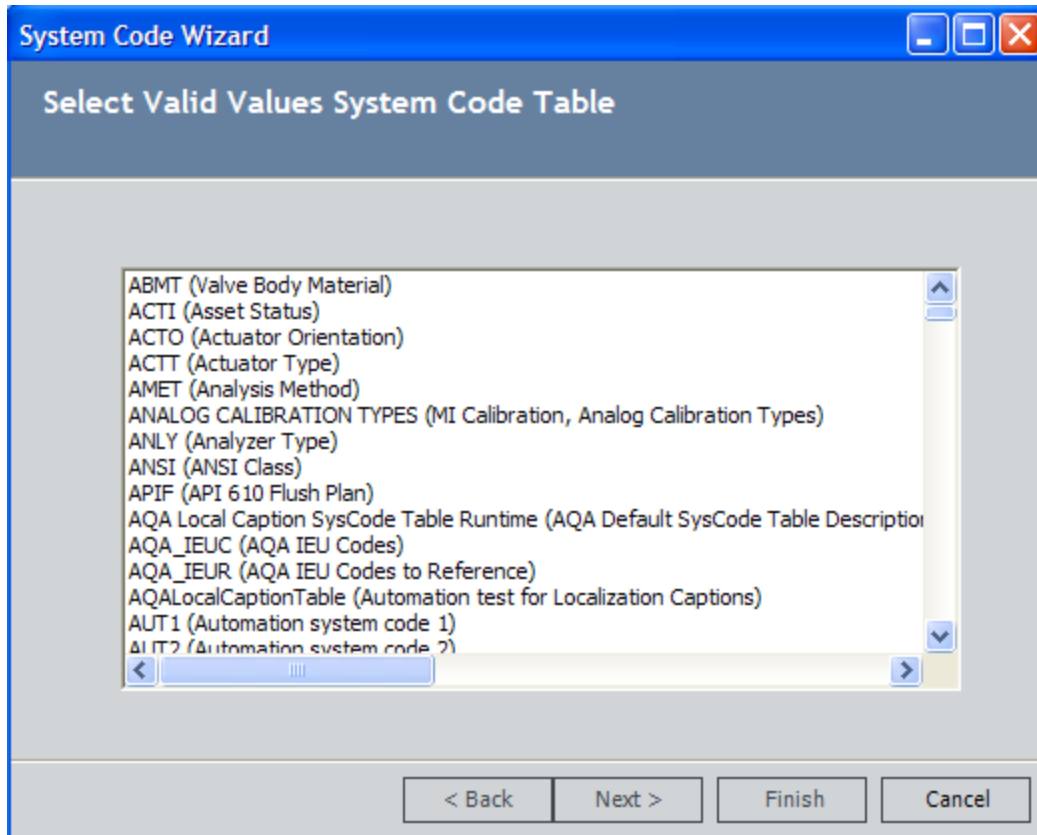 System Code Wizard
Select Valid Values System Code Table
ABMT (Valve Body Material)
ACTI (Asset Status)
ACTO (Actuator Orientation)
ACTT (Actuator Type)
AMET (Analysis Method)
ANALOG CALIBRATION TYPES (MI Calibration, Analog Calibration Types)
ANLY (Analyzer Type)
ANSI (ANSI Class)
APIF (API 610 Flush Plan)
AQA Local Caption SysCode Table Runtime (AQA Default SysCode Table Description
AQA_IEUC (AQA IEU Codes)
AQA_IEUR (AQA IEU Codes to Reference)
AQALocalCaptionTable (Automation test for Localization Captions)
AUT1 (Automation system code 1)
AUT2 (Automation system code 2)
< Back Next > Finish Cancel